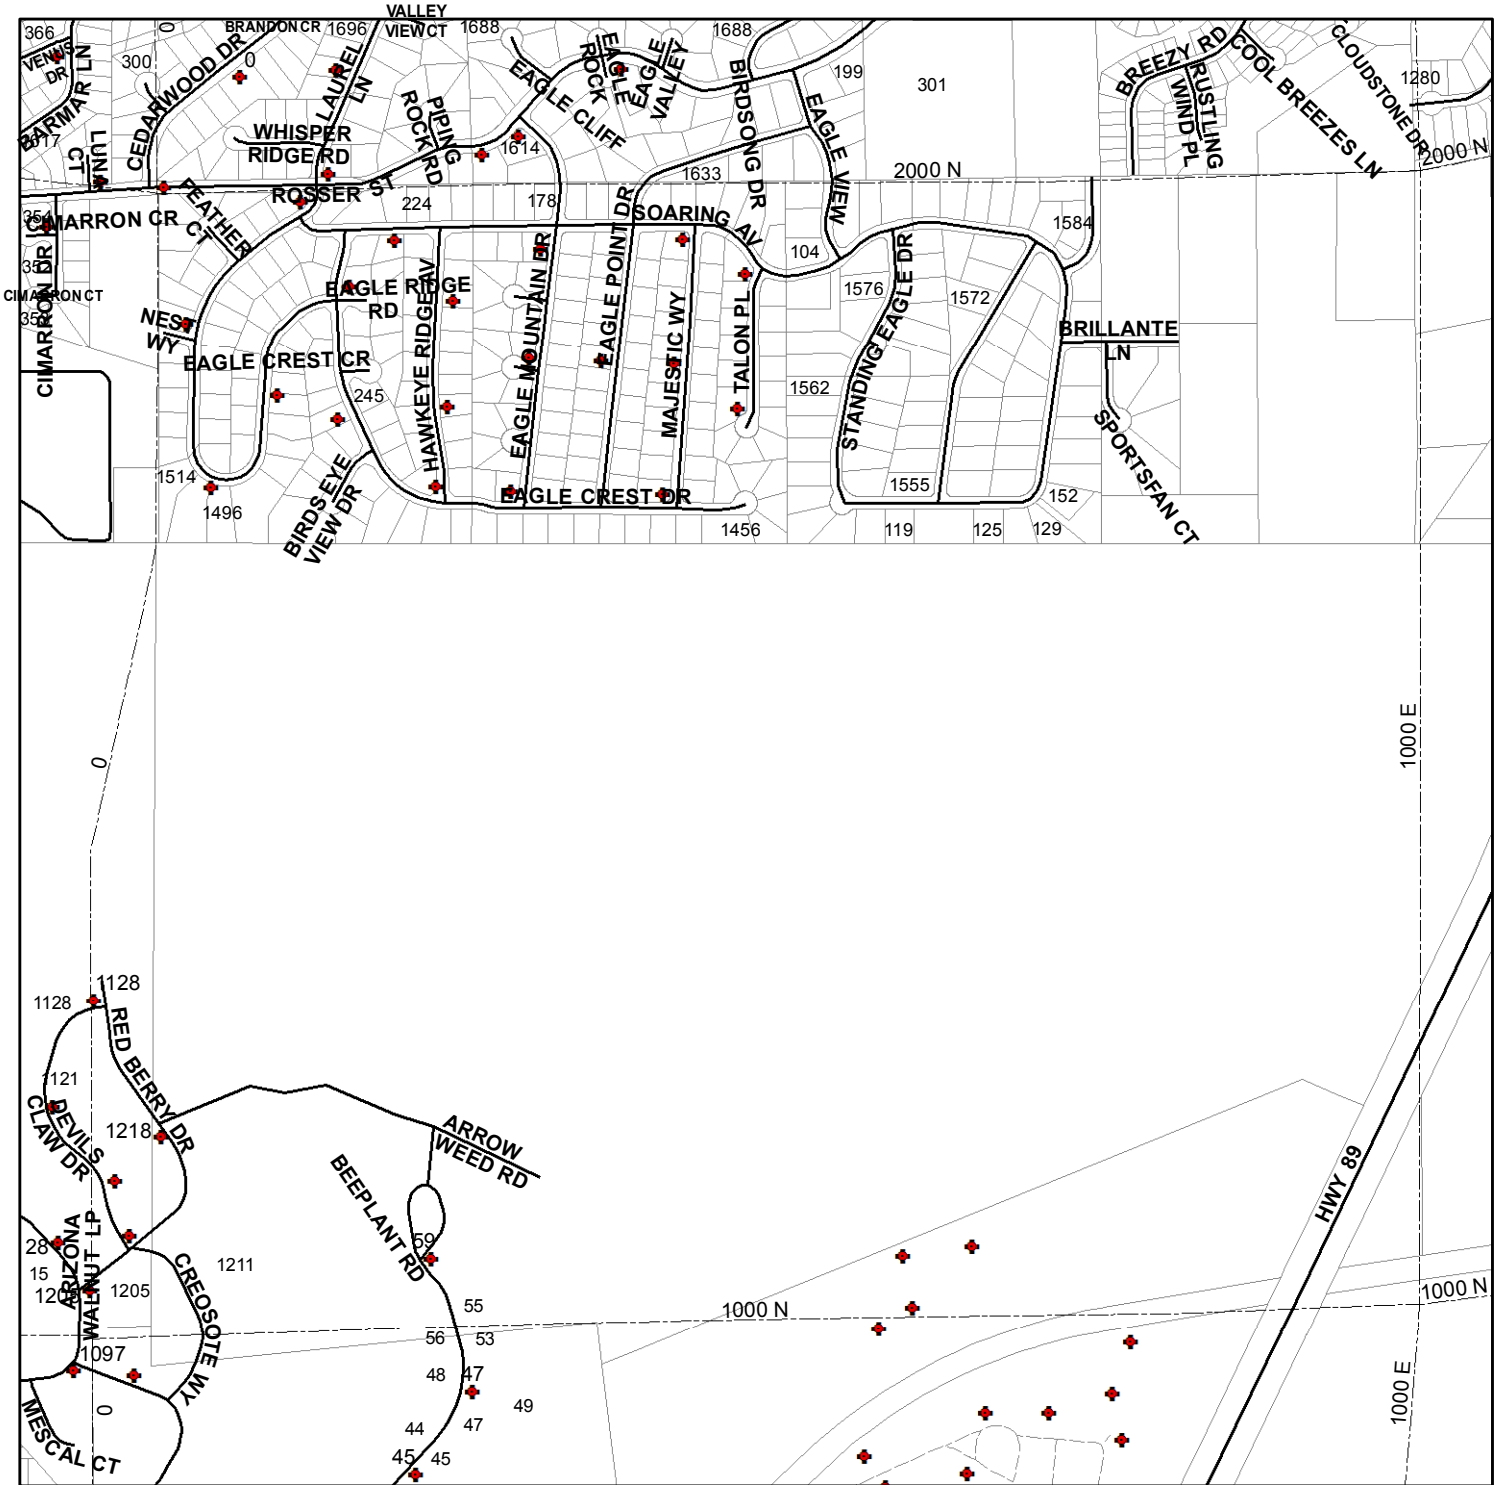 VALLEY
VIEW CT
366
BRANDON CR
1696
1688
1688
0
0
300
VENUS
DR
BARMAR LN
1617
LUNT
CT
CEDARWOOD DR
LAUREL
LN
WHISPER
RIDGE RD
PIPING
ROCK RD
EAGLE CLIFF
EAGLE
ROCK
EAGLE
VALLEY
BIRDSONG DR
199
301
EAGLE VIEW
BREEZY RD
RUSTLING
WIND PL
COOL BREEZES LN
CLOUDSTONE DR
1280
2000 N
2000 N
1614
1633
ROSSER ST
FEATHER
CT
224
178
SOARING AV
104
1584
354
CIMARRON CR
CIMARRON CT
CIMARRON DR
NEST
WY
EAGLE RIDGE
RD
EAGLE CREST CR
HAWKEYE RIDGE AV
EAGLE MOUNTAIN DR
EAGLE POINT DR
MAJESTIC WY
TALON PL
1576
1572
1562
STANDING EAGLE DR
BRILLANTE
LN
SPORTSFAN CT
245
1514
1496
BIRDS EYE
VIEW DR
EAGLE CREST DR
1456
1555
152
119
125
129
0
1000 E
1128
1128
RED BERRY DR
1121
DEVILS
CLAW DR
1218
ARROW
WEED RD
BEEPLANT RD
HWY 89
59
28
15
ARIZONA
WALNUT LP
1205
1211
CREOSOTE WY
55
56
53
1000 N
1000 N
1097
48
47
49
47
44
45
45
0
MESCAL CT
1000 E